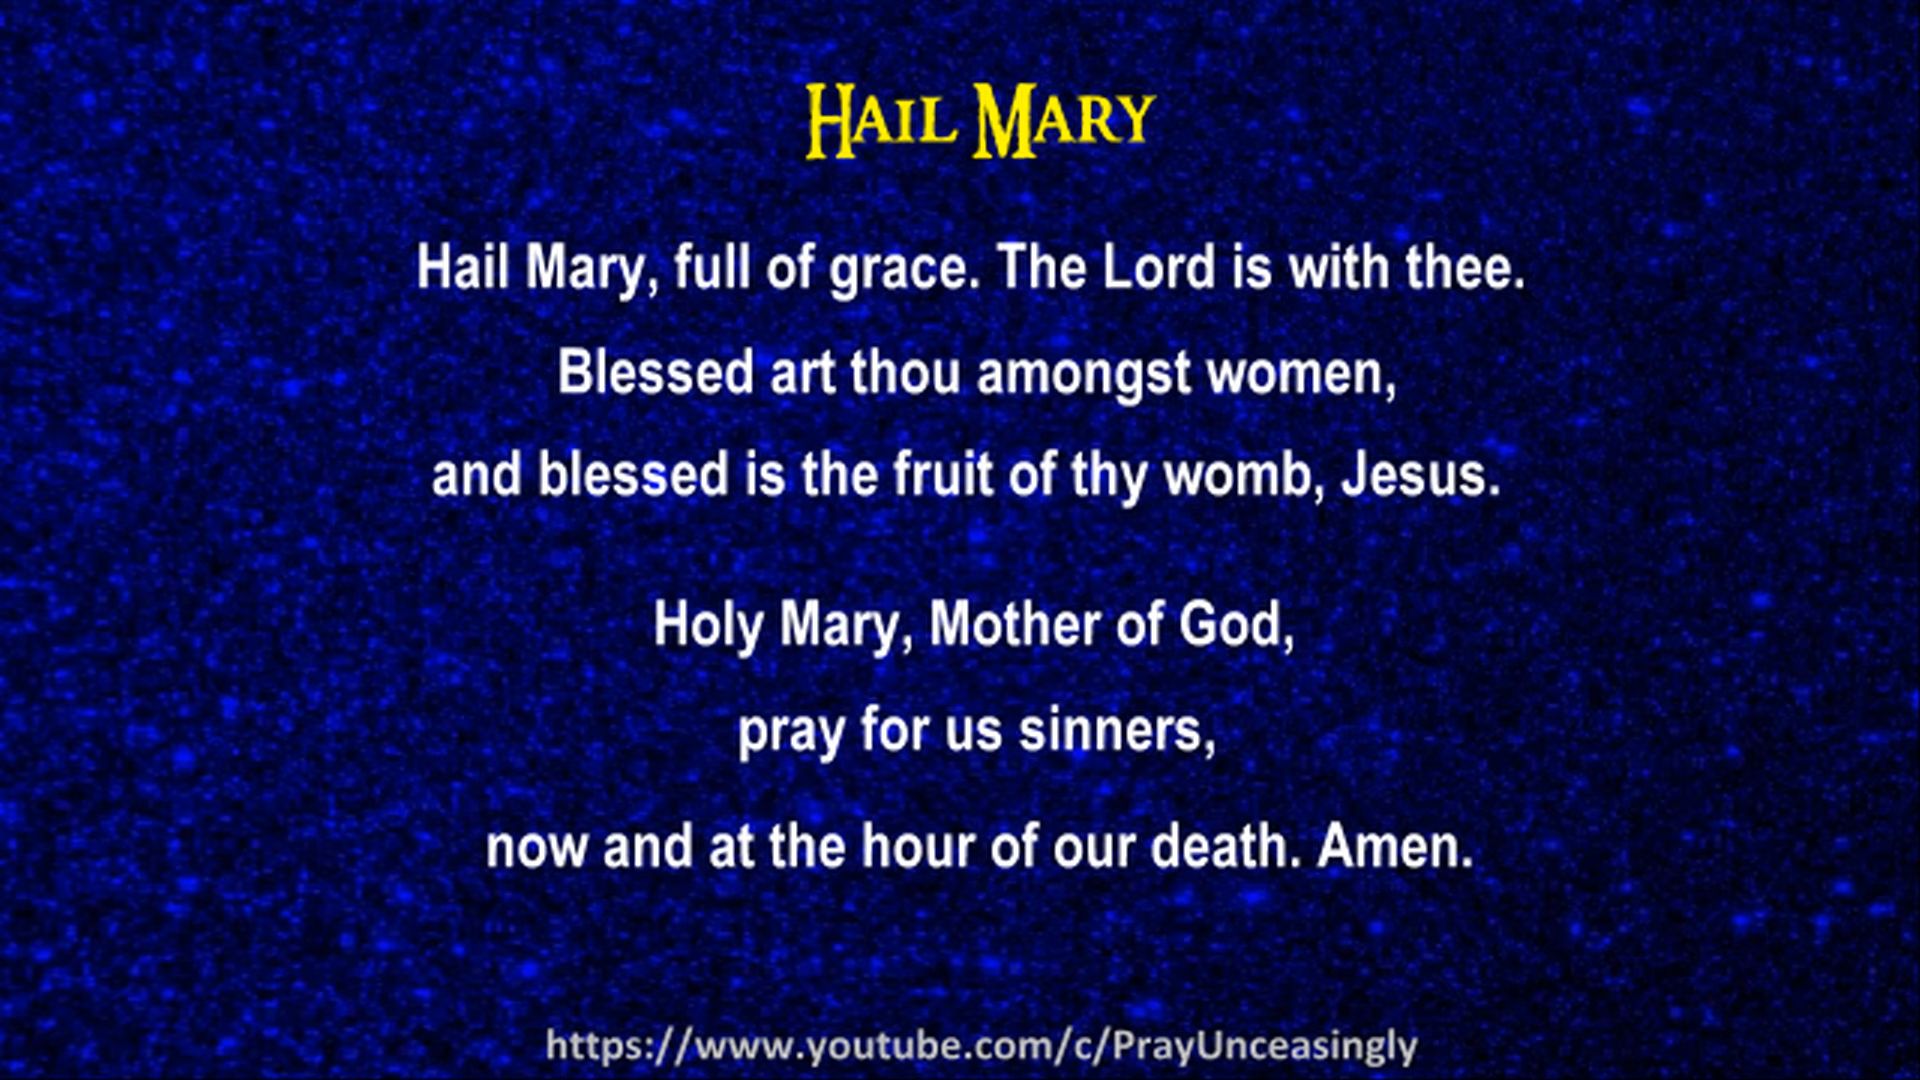 Hail Mary
Hail Mary, full of grace. The Lord is with thee.
Blessed art thou amongst women,
and blessed is the fruit of thy womb, Jesus.
Holy Mary, Mother of God,
pray for us sinners,
now and at the hour of our death. Amen.
https://www.youtube.com/c/PrayUnceasingly